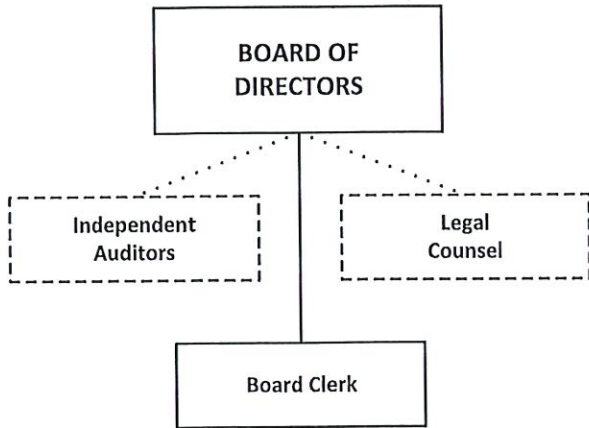 BOARD OF
DIRECTORS
Independent
Auditors
Legal
Counsel
Board Clerk